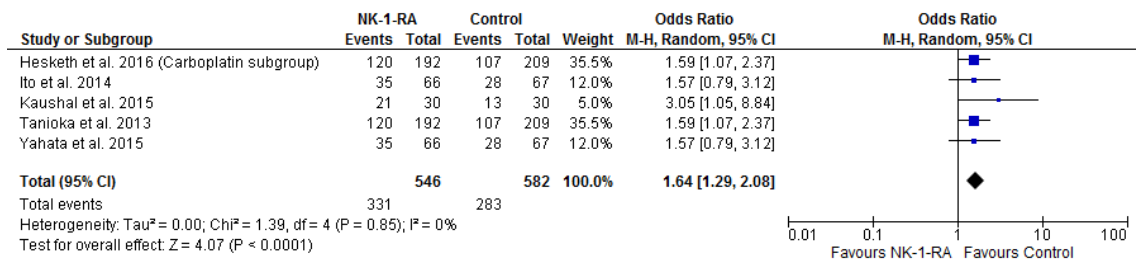 NK-1-RA Control Odds Ratio Odds Ratio
Study or Subgroup Events Total Events Total Weight M-H, Random, 95% CI M-H, Random, 95% CI
Hesketh et al. 2016 (Carboplatin subgroup) 120 192 107 209 35.5% 1.59 [1.07, 2.37]
Ito et al. 2014 35 66 28 67 12.0% 1.57 [0.79, 3.12]
Kaushal et al. 2015 21 30 13 30 5.0% 3.05 [1.05, 8.84]
Tanioka et al. 2013 120 192 107 209 35.5% 1.59 [1.07, 2.37]
Yahata et al. 2015 35 66 28 67 12.0% 1.57 [0.79, 3.12]
Total (95% CI) 546 582 100.0% 1.64 [1.29, 2.08]
Total events 331 283
Heterogeneity: Tau² = 0.00; Chi² = 1.39, df = 4 (P = 0.85); I² = 0%
Test for overall effect: Z = 4.07 (P < 0.0001)
0.01 0.1 1 10 100
Favours NK-1-RA Favours Control